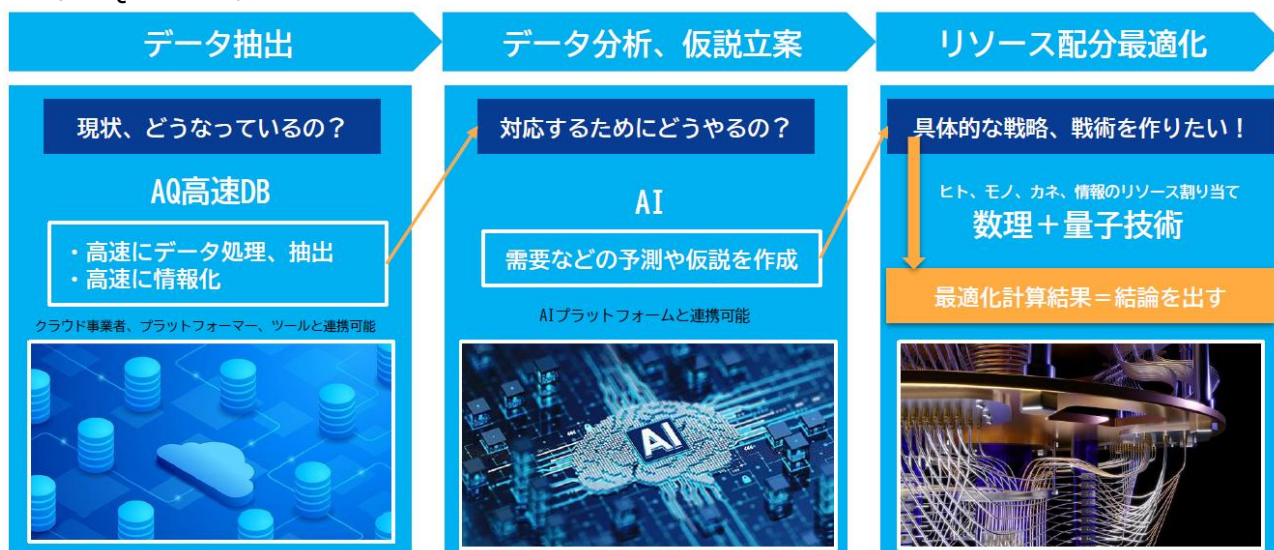 データ抽出
データ分析、仮説立案
リソース配分最適化
現状、どうなっているの？
AQ高速DB
・高速にデータ処理、抽出
・高速に情報化
クラウド事業者、プラットフォーマー、ツールと連携可能
対応するためにどうやるの？
AI
需要などの予測や仮説を作成
AIプラットフォームと連携可能
AI
具体的な戦略、戦術を作りたい！
ヒト、モノ、カネ、情報のリソース割り当て
数理＋量子技術
最適化計算結果＝結論を出す